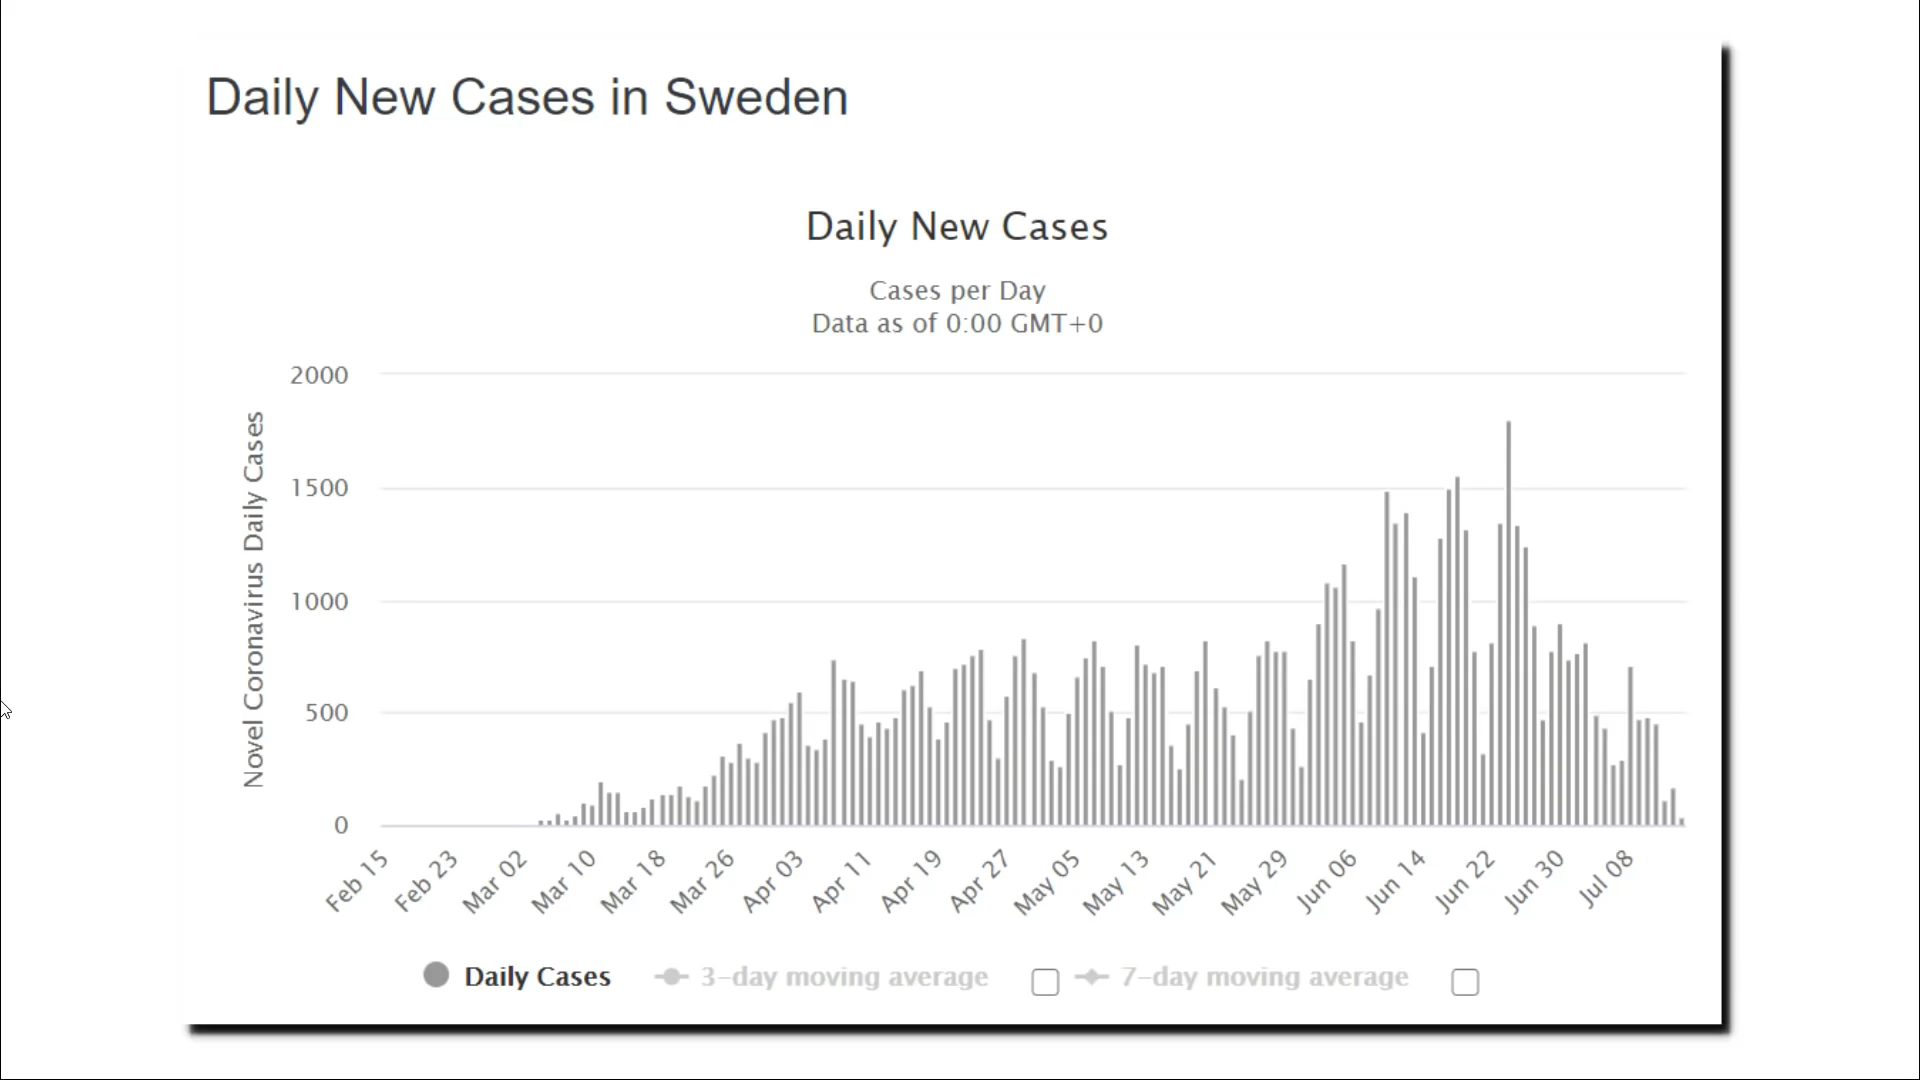 Daily New Cases in Sweden
Daily New Cases
Cases per Day
Data as of 0:00 GMT+0
Novel Coronavirus Daily Cases
2000
1500
1000
500
0
Feb 15
Feb 23
Mar 02
Mar 10
Mar 18
Mar 26
Apr 03
Apr 11
Apr 19
Apr 27
May 05
May 13
May 21
May 29
Jun 06
Jun 14
Jun 22
Jun 30
Jul 08
Daily Cases
3-day moving average
7-day moving average